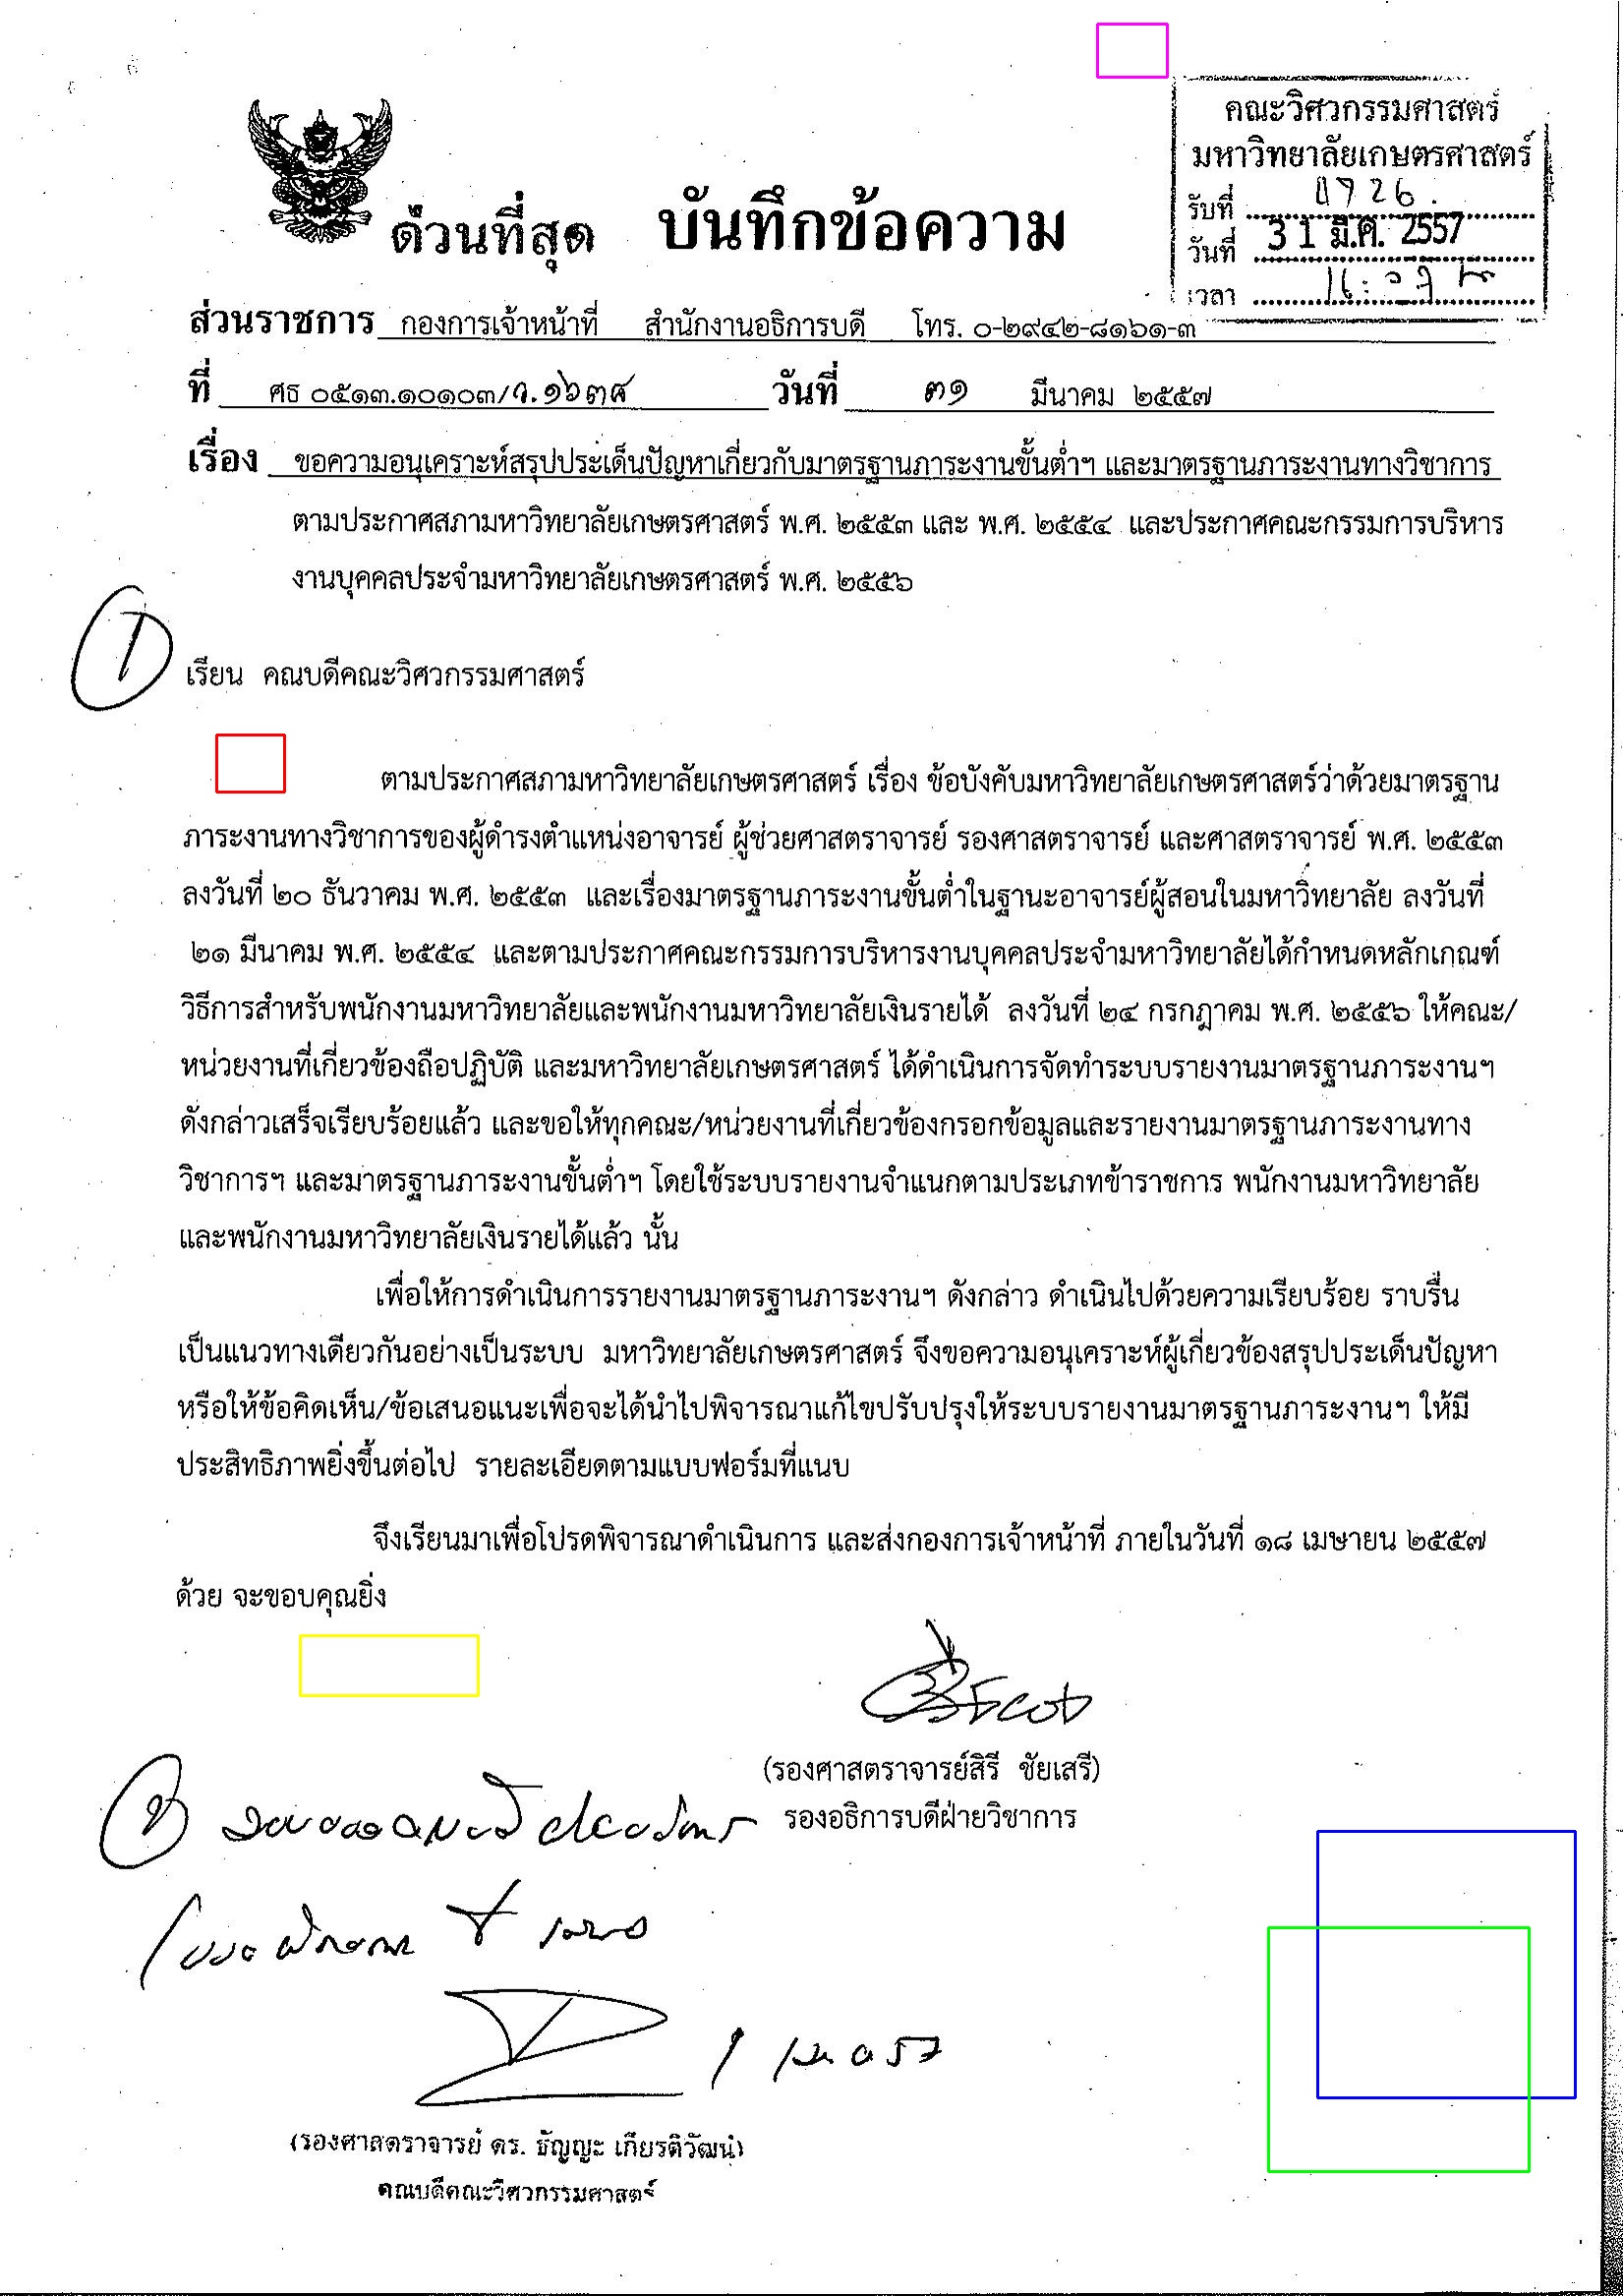 คณะวิศวกรรมศาสตร์
มหาวิทยาลัยเกษตรศาสตร์
รับที่
วันที่ 31 มี.ค. 2557
เวลา
ด่วนที่สุด บันทึกข้อความ
ส่วนราชการ กองการเจ้าหน้าที่ สำนักงานอธิการบดี โทร. ๐-๒๙๔๒-๘๑๖๑-๓
ที่ ศธ ๐๕๑๓.๑๐๑๐๓/ว.๑๖๓๘ วันที่ ๓๑ มีนาคม ๒๕๕๗
เรื่อง ขอความอนุเคราะห์สรุปประเด็นปัญหาเกี่ยวกับมาตรฐานภาระงานขั้นต่ำฯ และมาตรฐานภาระงานทางวิชาการ
ตามประกาศสภามหาวิทยาลัยเกษตรศาสตร์ พ.ศ. ๒๕๕๓ และ พ.ศ. ๒๕๕๔ และประกาศคณะกรรมการบริหาร
งานบุคคลประจำมหาวิทยาลัยเกษตรศาสตร์ พ.ศ. ๒๕๕๖
1
เรียน คณบดีคณะวิศวกรรมศาสตร์
ตามประกาศสภามหาวิทยาลัยเกษตรศาสตร์ เรื่อง ข้อบังคับมหาวิทยาลัยเกษตรศาสตร์ว่าด้วยมาตรฐาน
ภาระงานทางวิชาการของผู้ดำรงตำแหน่งอาจารย์ ผู้ช่วยศาสตราจารย์ รองศาสตราจารย์ และศาสตราจารย์ พ.ศ. ๒๕๕๓
ลงวันที่ ๒๐ ธันวาคม พ.ศ. ๒๕๕๓ และเรื่องมาตรฐานภาระงานขั้นต่ำในฐานะอาจารย์ผู้สอนในมหาวิทยาลัย ลงวันที่
๒๑ มีนาคม พ.ศ. ๒๕๕๔ และตามประกาศคณะกรรมการบริหารงานบุคคลประจำมหาวิทยาลัยได้กำหนดหลักเกณฑ์
วิธีการสำหรับพนักงานมหาวิทยาลัยและพนักงานมหาวิทยาลัยเงินรายได้ ลงวันที่ ๒๔ กรกฎาคม พ.ศ. ๒๕๕๖ ให้คณะ/
หน่วยงานที่เกี่ยวข้องถือปฏิบัติ และมหาวิทยาลัยเกษตรศาสตร์ ได้ดำเนินการจัดทำระบบรายงานมาตรฐานภาระงานฯ
ดังกล่าวเสร็จเรียบร้อยแล้ว และขอให้ทุกคณะ/หน่วยงานที่เกี่ยวข้องกรอกข้อมูลและรายงานมาตรฐานภาระงานทาง
วิชาการฯ และมาตรฐานภาระงานขั้นต่ำฯ โดยใช้ระบบรายงานจำแนกตามประเภทข้าราชการ พนักงานมหาวิทยาลัย
และพนักงานมหาวิทยาลัยเงินรายได้แล้ว นั้น
เพื่อให้การดำเนินการรายงานมาตรฐานภาระงานฯ ดังกล่าว ดำเนินไปด้วยความเรียบร้อย ราบรื่น
เป็นแนวทางเดียวกันอย่างเป็นระบบ มหาวิทยาลัยเกษตรศาสตร์ จึงขอความอนุเคราะห์ผู้เกี่ยวข้องสรุปประเด็นปัญหา
หรือให้ข้อคิดเห็น/ข้อเสนอแนะเพื่อจะได้นำไปพิจารณาแก้ไขปรับปรุงให้ระบบรายงานมาตรฐานภาระงานฯ ให้มี
ประสิทธิภาพยิ่งขึ้นต่อไป รายละเอียดตามแบบฟอร์มที่แนบ
จึงเรียนมาเพื่อโปรดพิจารณาดำเนินการ และส่งกองการเจ้าหน้าที่ ภายในวันที่ ๑๘ เมษายน ๒๕๕๗
ด้วย จะขอบคุณยิ่ง
(รองศาสตราจารย์สิรี ชัยเสรี)
รองอธิการบดีฝ่ายวิชาการ
(รองศาสตราจารย์ ดร. ธัญญะ เกียรติวัฒน์)
คณบดีคณะวิศวกรรมศาสตร์